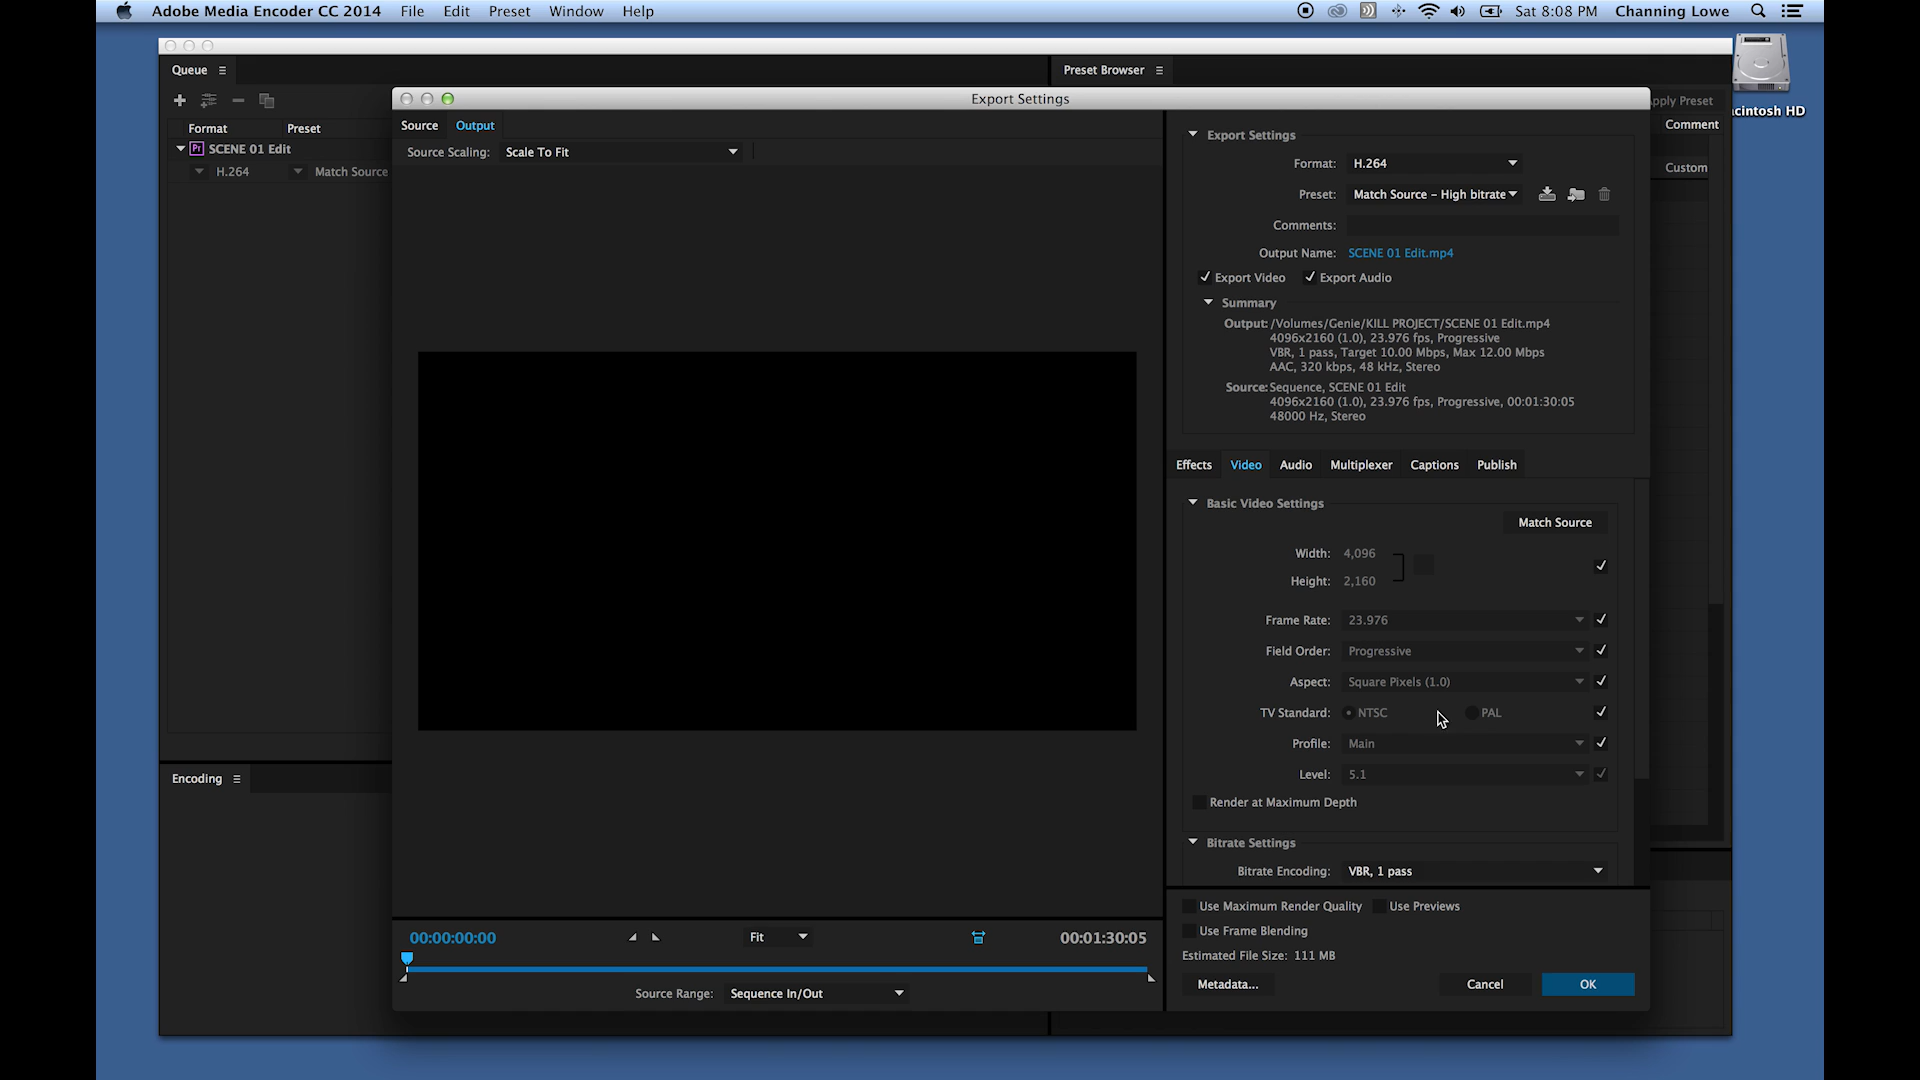 Adobe Media Encoder CC 2014 File Edit Preset Window Help Sat 8:08 PM Channing Lowe
Queue
Preset Browser
Export Settings
pply Preset
cintosh HD
Format Preset
Comment
SCENE 01 Edit
H.264 Match Source
Custom
Source Output
Source Scaling: Scale To Fit
Export Settings
Format: H.264
Preset: Match Source - High bitrate
Comments:
Output Name: SCENE 01 Edit.mp4
Export Video Export Audio
Summary
Output: /Volumes/Genie/KILL PROJECT/SCENE 01 Edit.mp4
4096x2160 (1.0), 23.976 fps, Progressive
VBR, 1 pass, Target 10.00 Mbps, Max 12.00 Mbps
AAC, 320 kbps, 48 kHz, Stereo
Source: Sequence, SCENE 01 Edit
4096x2160 (1.0), 23.976 fps, Progressive, 00:01:30:05
48000 Hz, Stereo
Effects Video Audio Multiplexer Captions Publish
Basic Video Settings
Match Source
Width: 4,096
Height: 2,160
Frame Rate: 23.976
Field Order: Progressive
Aspect: Square Pixels (1.0)
TV Standard: NTSC PAL
Profile: Main
Level: 5.1
Render at Maximum Depth
Bitrate Settings
Bitrate Encoding: VBR, 1 pass
Use Maximum Render Quality Use Previews
Use Frame Blending
Estimated File Size: 111 MB
Metadata... Cancel OK
Encoding
00:00:00:00 Fit 00:01:30:05
Source Range: Sequence In/Out